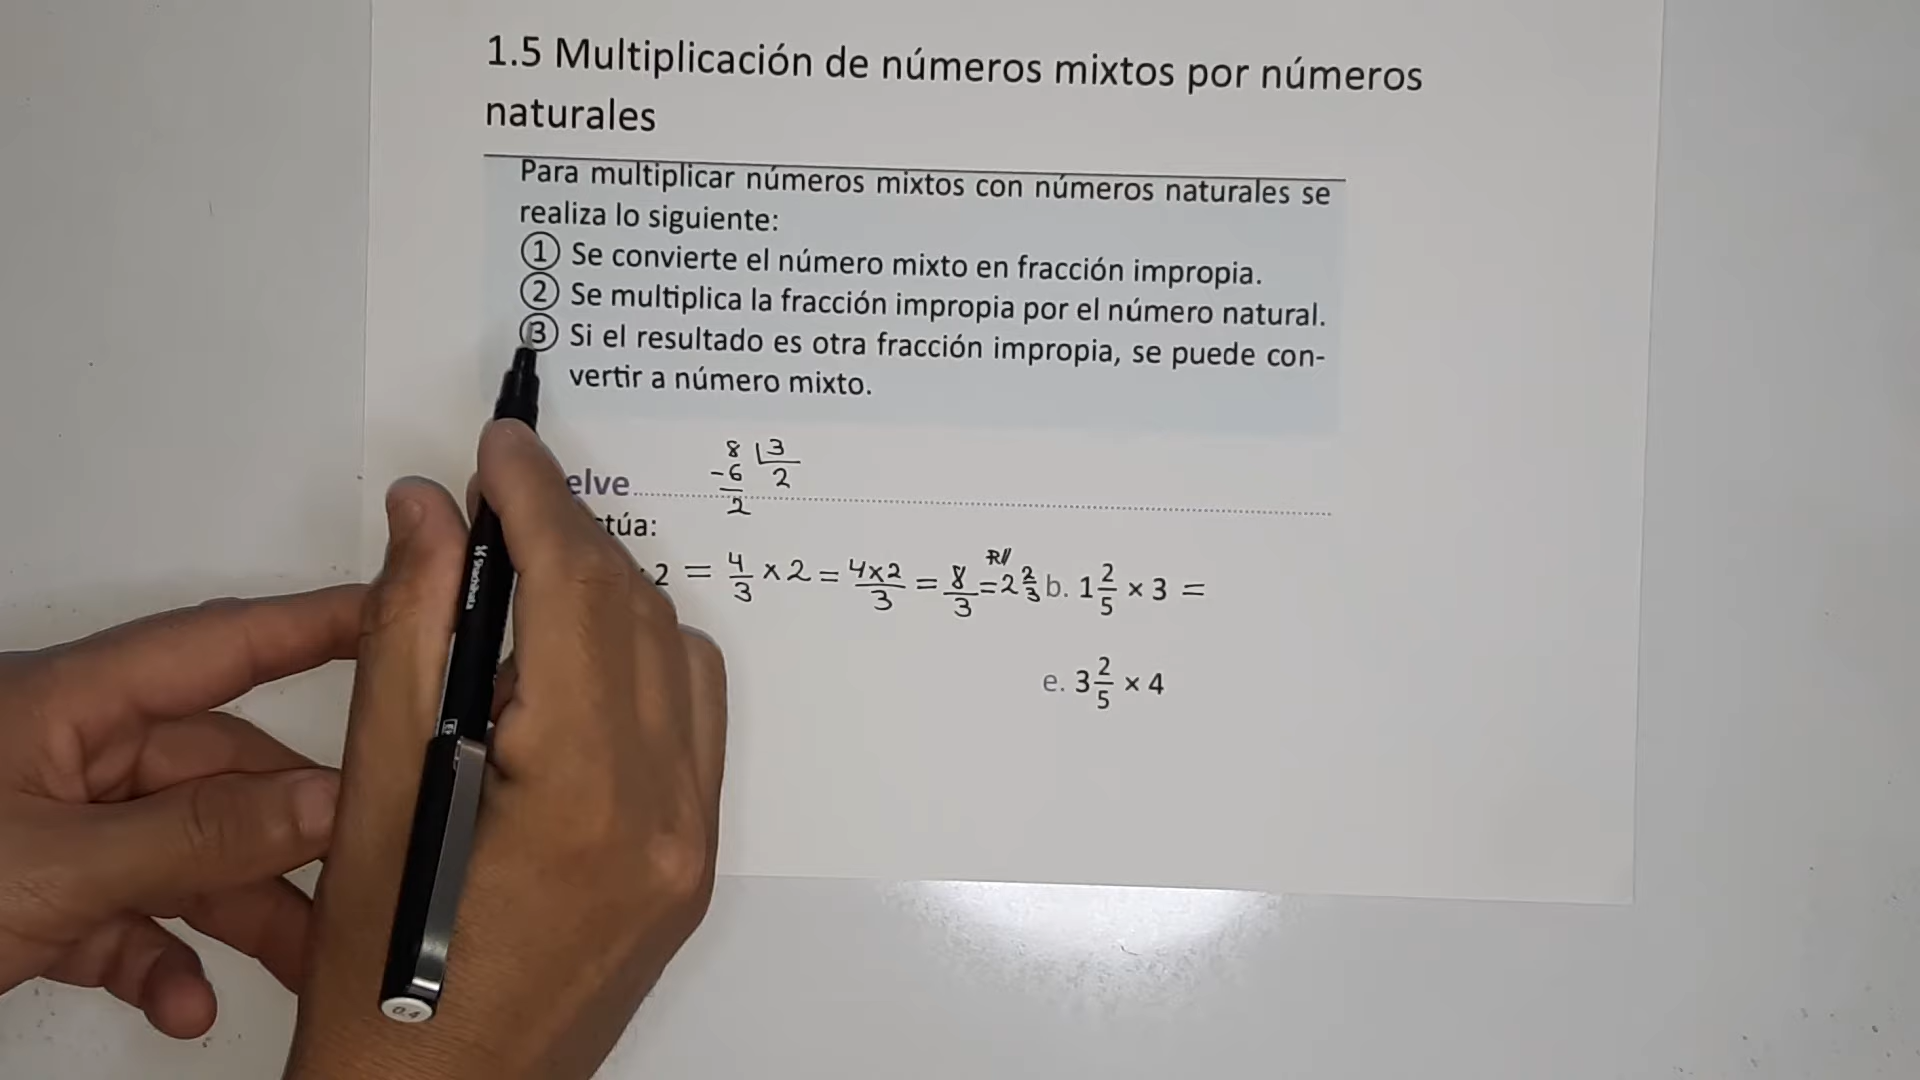 1.5 Multiplicación de números mixtos por números
naturales
Para multiplicar números mixtos con números naturales se
realiza lo siguiente:
① Se convierte el número mixto en fracción impropia.
② Se multiplica la fracción impropia por el número natural.
③ Si el resultado es otra fracción impropia, se puede con-
vertir a número mixto.
8 3
-6 2
2
elve
túa:
2 = 4/3 x 2 = 4x2/3 = 8/3 = 2 2/3 R// b. 1 2/5 × 3 =
e. 3 2/5 × 4
0.4